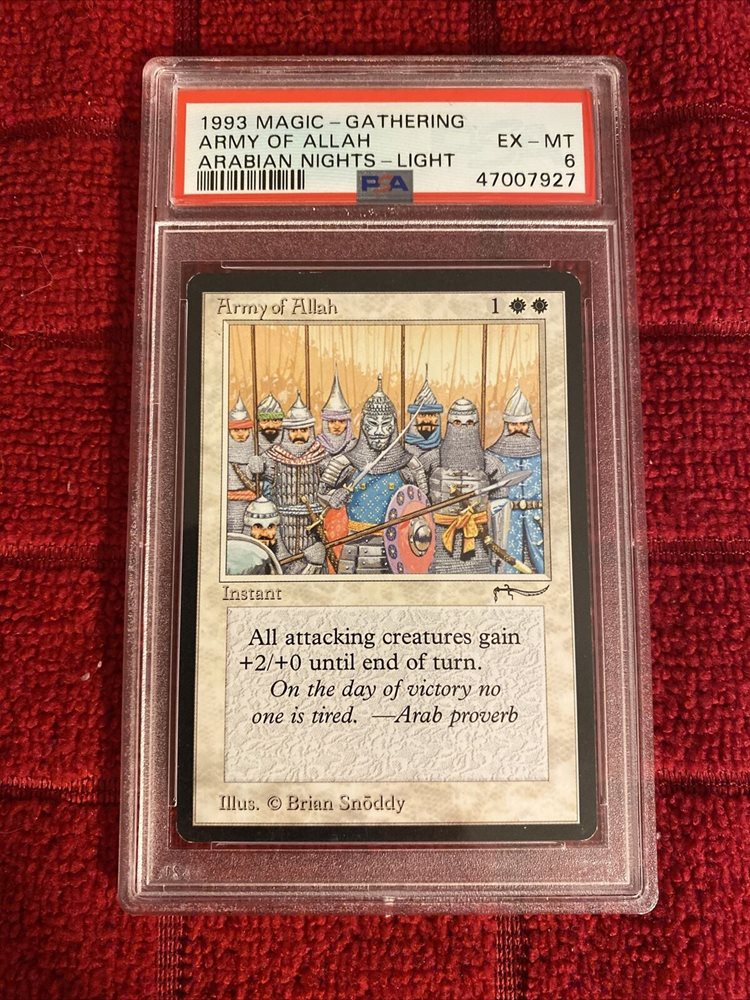 1993 MAGIC - GATHERING
ARMY OF ALLAH EX - MT
ARABIAN NIGHTS - LIGHT 6
PSA 47007927
Army of Allah 1
Instant
All attacking creatures gain
+2/+0 until end of turn.
On the day of victory no
one is tired. —Arab proverb
Illus. © Brian Snōddy